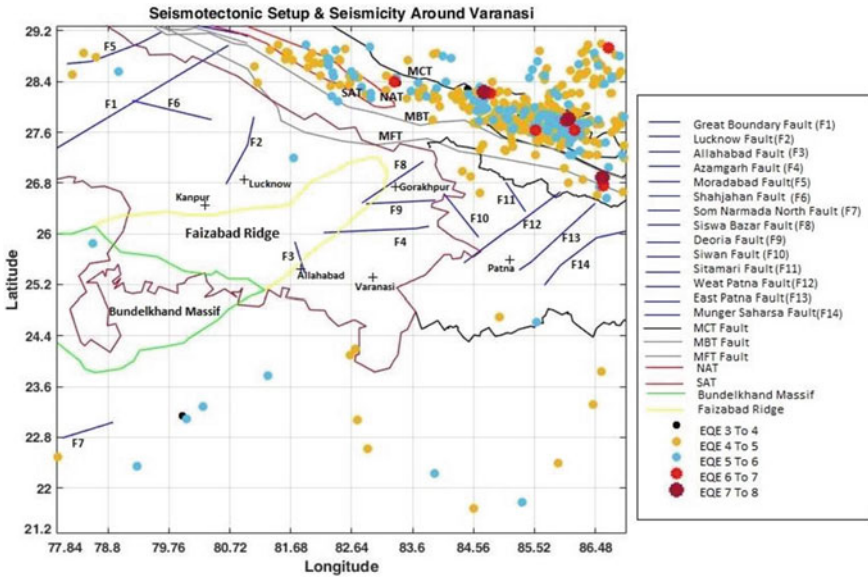 Seismotectonic Setup & Seismicity Around Varanasi
29.2
28.4
27.6
26.8
26
25.2
24.4
23.6
22.8
22
21.2
Latitude
77.84 78.8 79.76 80.72 81.68 82.64 83.6 84.56 85.52 86.48
Longitude
F5
F1
F6
F2
SAT
NAT
MCT
MBT
MFT
Lucknow
Kanpur
F8
Gorakhpur
F9
F10
F11
F12
F13
F14
Faizabad Ridge
F4
F3
Allahabad
Varanasi
Patna
Bundelkhand Massif
F7
Great Boundary Fault (F1)
Lucknow Fault(F2)
Allahabad Fault (F3)
Azamgarh Fault (F4)
Moradabad Fault(F5)
Shahjahan Fault (F6)
Som Narmada North Fault (F7)
Siswa Bazar Fault (F8)
Deoria Fault (F9)
Siwan Fault (F10)
Sitamari Fault (F11)
Weat Patna Fault(F12)
East Patna Fault(F13)
Munger Saharsa Fault(F14)
MCT Fault
MBT Fault
MFT Fault
NAT
SAT
Bundelkhand Massif
Faizabad Ridge
EQE 3 To 4
EQE 4 To 5
EQE 5 To 6
EQE 6 To 7
EQE 7 To 8